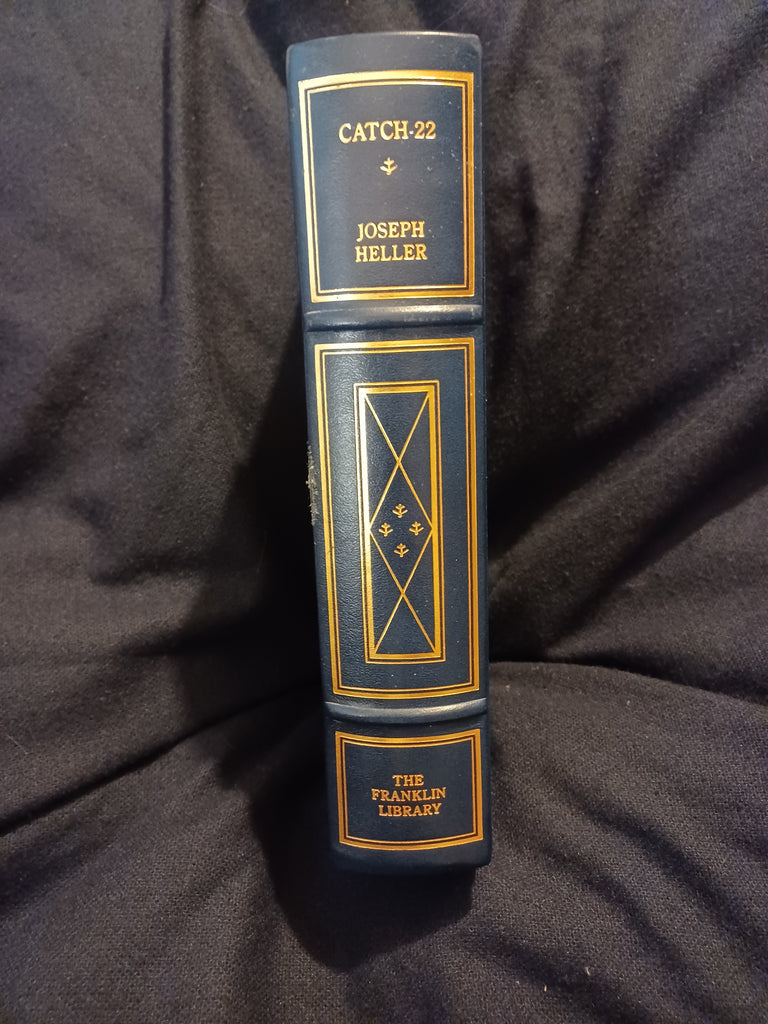 CATCH-22
JOSEPH
HELLER
THE
FRANKLIN
LIBRARY